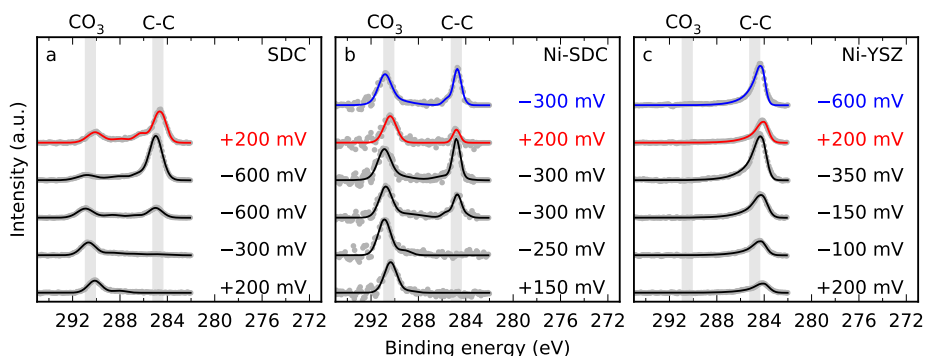 CO3 C-C CO3 C-C CO3 C-C
a SDC
+200 mV
−600 mV
−600 mV
−300 mV
+200 mV
b Ni-SDC
−300 mV
+200 mV
−300 mV
−300 mV
−250 mV
+150 mV
c Ni-YSZ
−600 mV
+200 mV
−350 mV
−150 mV
−100 mV
+200 mV
Intensity (a.u.)
292 288 284 280 276 272 292 288 284 280 276 272 292 288 284 280 276 272
Binding energy (eV)